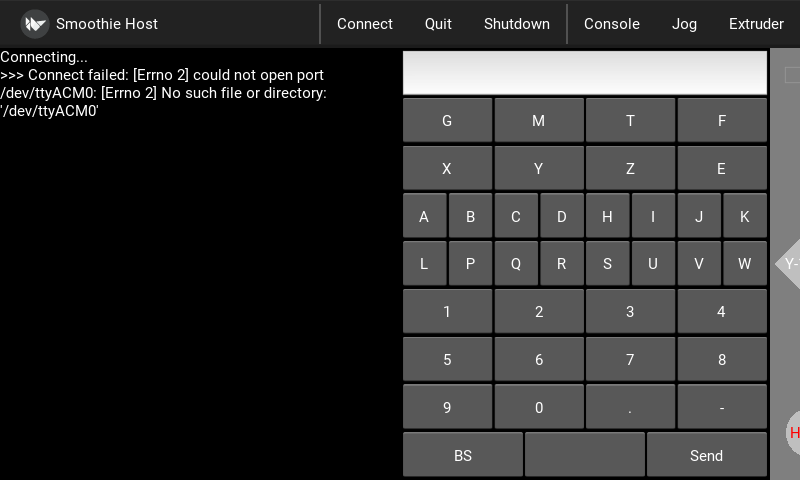 Smoothie Host
Connect Quit Shutdown Console Jog Extruder
Connecting...
>>> Connect failed: [Errno 2] could not open port
/dev/ttyACM0: [Errno 2] No such file or directory:
'/dev/ttyACM0'
G M T F
X Y Z E
A B C D H I J K
L P Q R S U V W
1 2 3 4
5 6 7 8
9 0 . -
BS Send
Y-
H